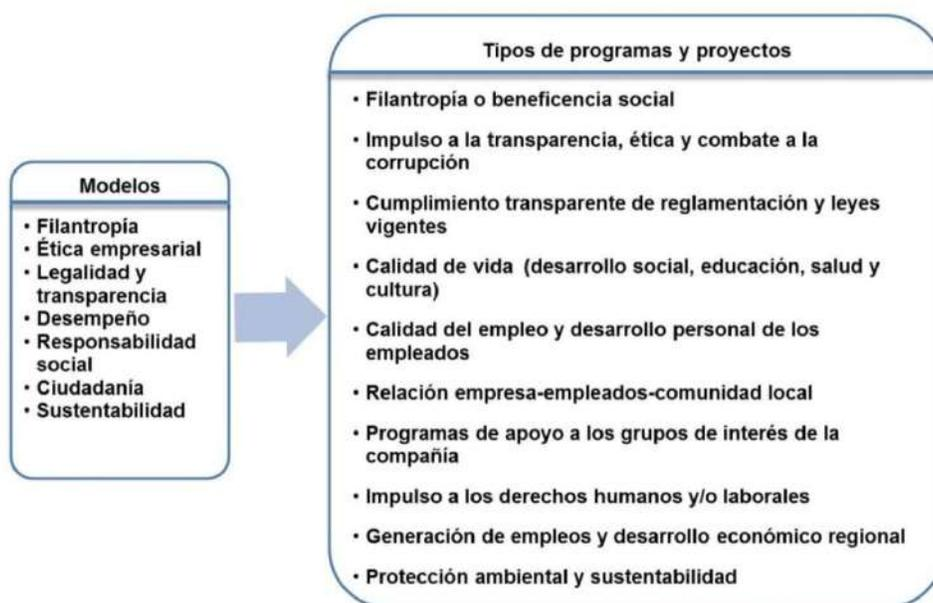 Modelos
• Filantropía
• Ética empresarial
• Legalidad y
transparencia
• Desempeño
• Responsabilidad
social
• Ciudadanía
• Sustentabilidad
Tipos de programas y proyectos
• Filantropía o beneficencia social
• Impulso a la transparencia, ética y combate a la
corrupción
• Cumplimiento transparente de reglamentación y leyes
vigentes
• Calidad de vida (desarrollo social, educación, salud y
cultura)
• Calidad del empleo y desarrollo personal de los
empleados
• Relación empresa-empleados-comunidad local
• Programas de apoyo a los grupos de interés de la
compañía
• Impulso a los derechos humanos y/o laborales
• Generación de empleos y desarrollo económico regional
• Protección ambiental y sustentabilidad